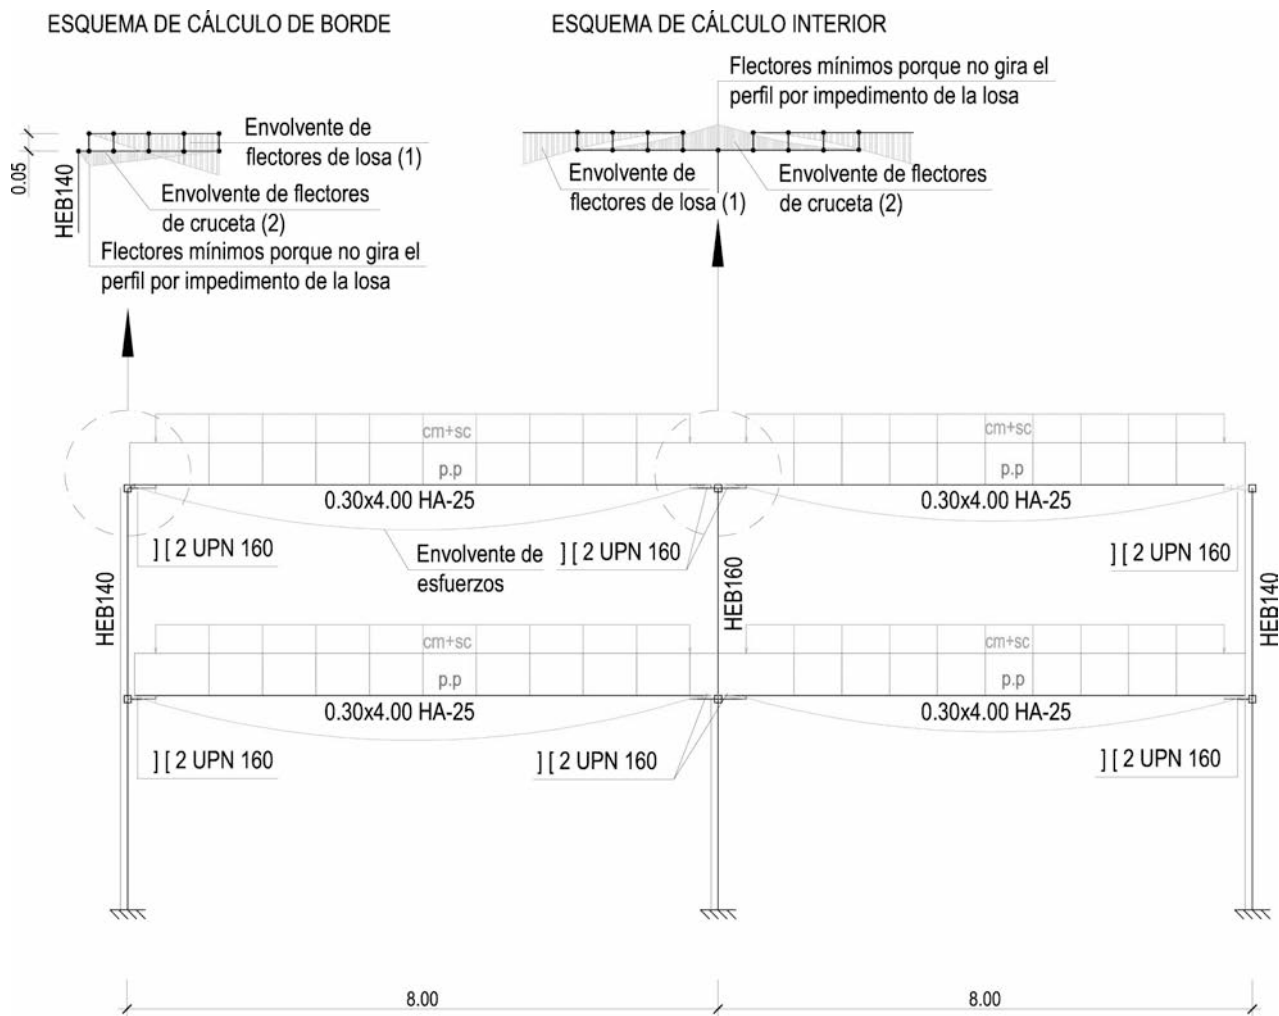 ESQUEMA DE CÁLCULO DE BORDE
ESQUEMA DE CÁLCULO INTERIOR
Flectores mínimos porque no gira el
perfil por impedimento de la losa
Envolvente de
flectores de losa (1)
0.05
HEB140
Envolvente de flectores
de cruceta (2)
Flectores mínimos porque no gira el
perfil por impedimento de la losa
Envolvente de
flectores de losa (1)
Envolvente de flectores
de cruceta (2)
cm+sc
cm+sc
p.p
p.p
0.30x4.00 HA-25
0.30x4.00 HA-25
] [ 2 UPN 160
Envolvente de
esfuerzos
] [ 2 UPN 160
] [ 2 UPN 160
HEB140
HEB160
HEB140
cm+sc
cm+sc
p.p
p.p
0.30x4.00 HA-25
0.30x4.00 HA-25
] [ 2 UPN 160
] [ 2 UPN 160
] [ 2 UPN 160
8.00
8.00